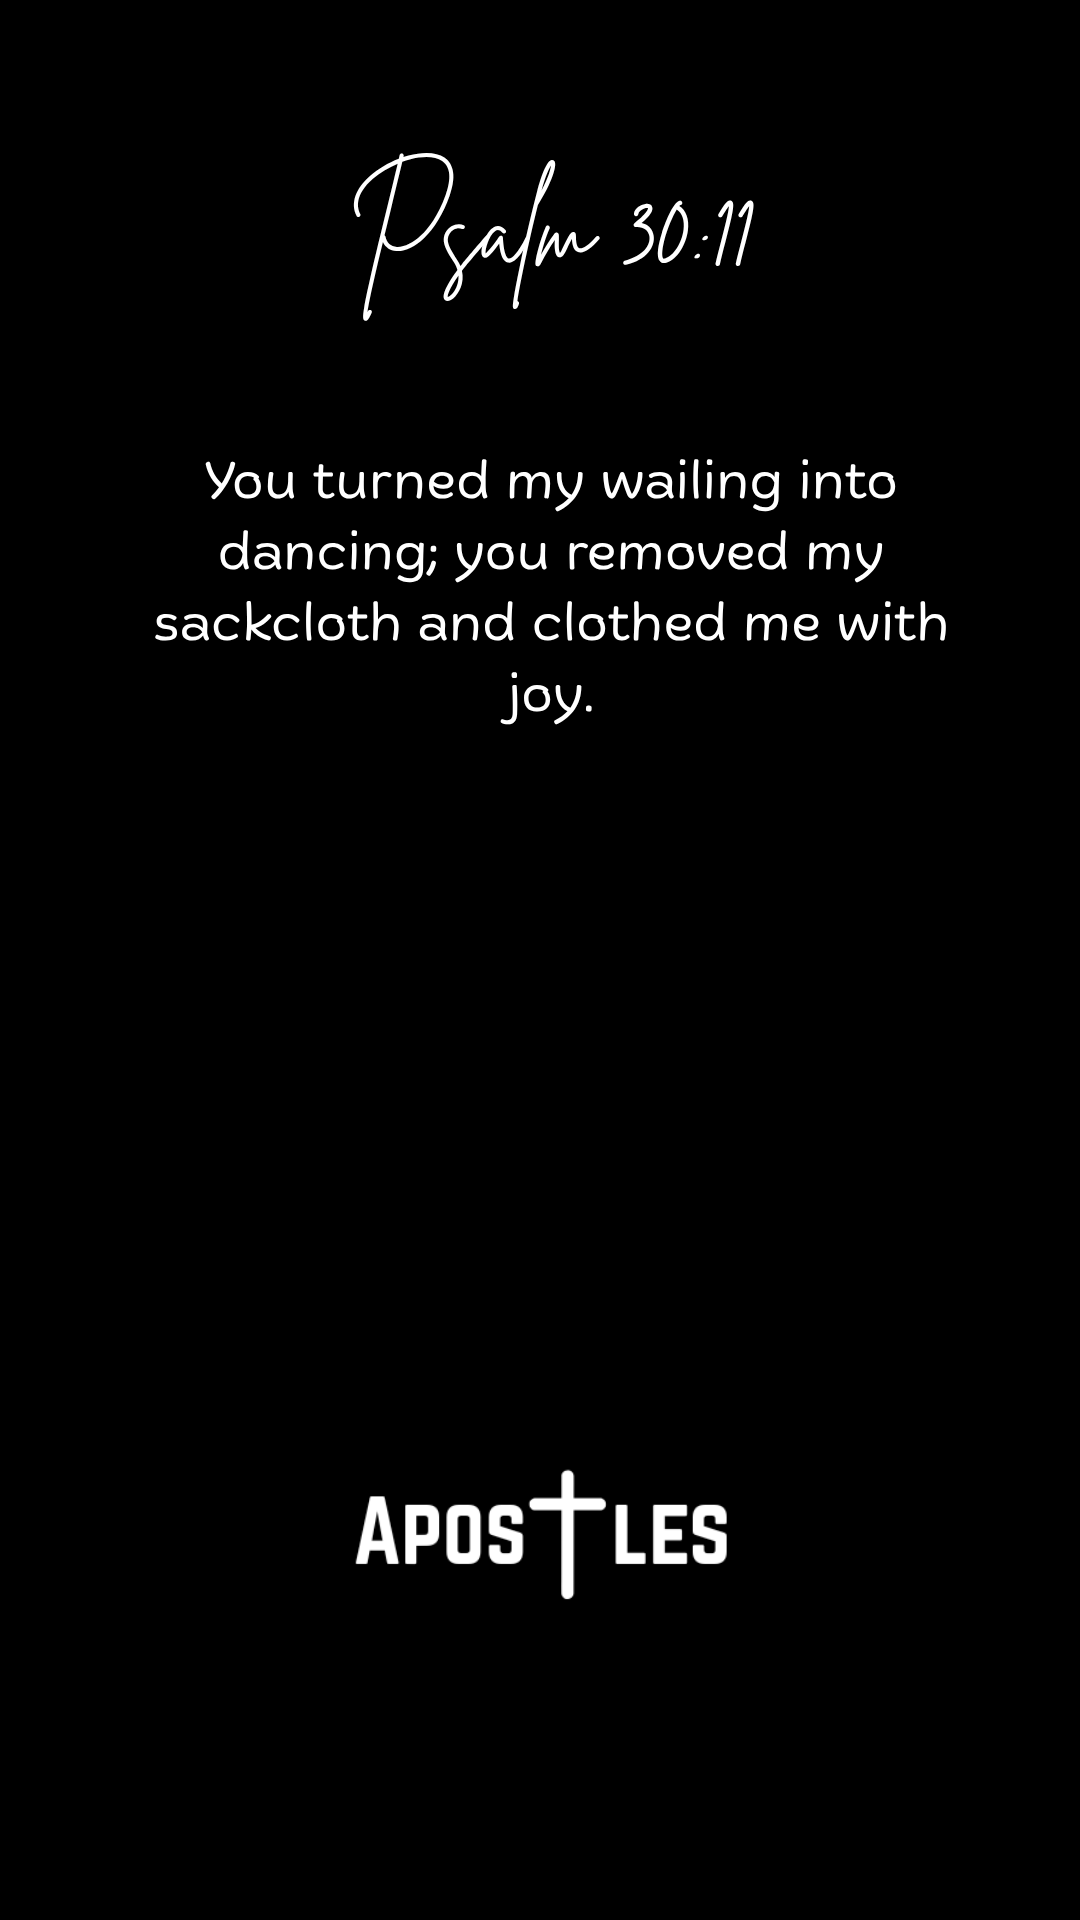 Psalm 30:11
You turned my wailing into
dancing; you removed my
sackcloth and clothed me with
joy.
APOSTLES